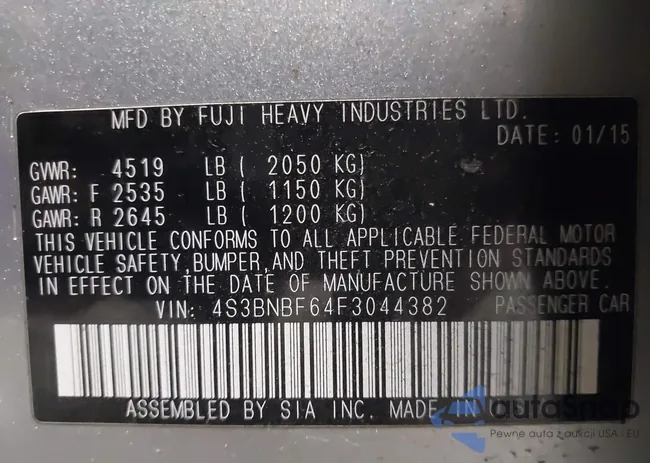 MFD BY FUJI HEAVY INDUSTRIES LTD.
DATE: 01/15
GVWR: 4519 LB ( 2050 KG)
GAWR: F 2535 LB ( 1150 KG)
GAWR: R 2645 LB ( 1200 KG)
THIS VEHICLE CONFORMS TO ALL APPLICABLE FEDERAL MOTOR
VEHICLE SAFETY,BUMPER,AND THEFT PREVENTION STANDARDS
IN EFFECT ON THE DATE OF MANUFACTURE SHOWN ABOVE.
VIN: 4S3BNBF64F3044382 PASSENGER CAR
ASSEMBLED BY SIA INC. MADE IN
autaSnap
Pewne auta z aukcji USA - EU